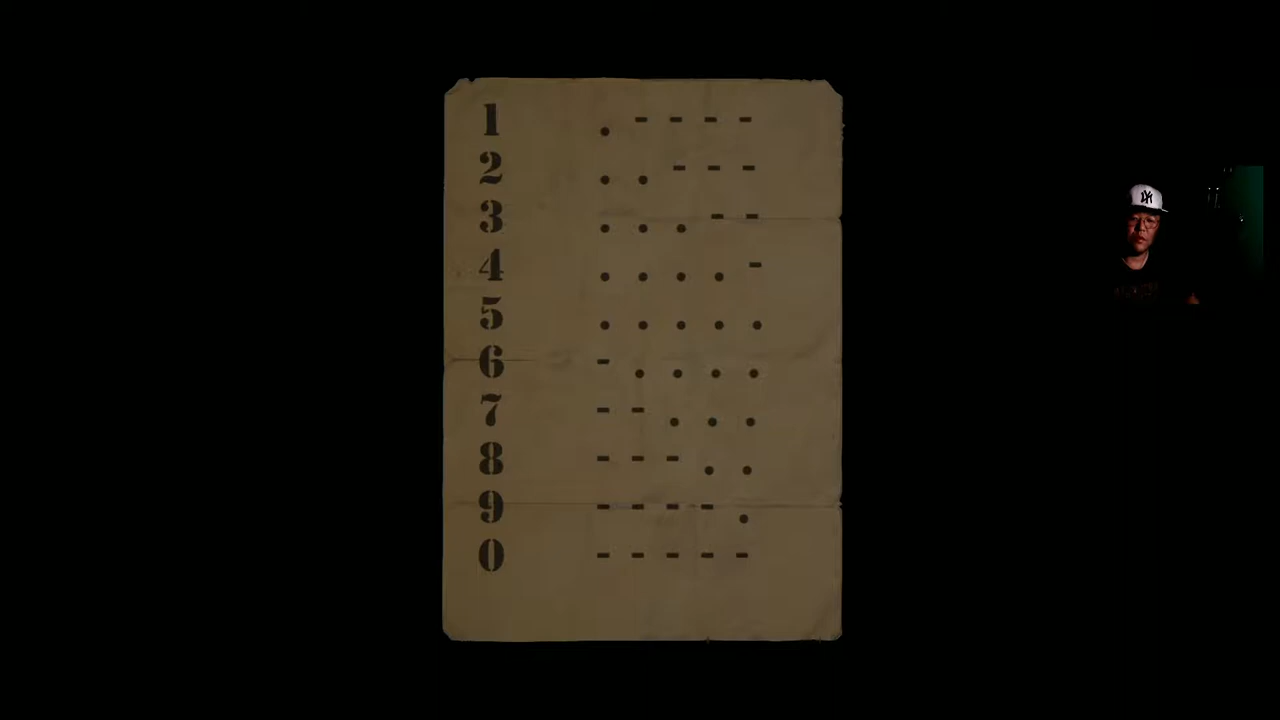 1 . - - - -
2 . . - - -
3 . . . - -
4 . . . . -
5 . . . . .
6 - . . . .
7 - - . . .
8 - - - . .
9 - - - - .
0 - - - - -